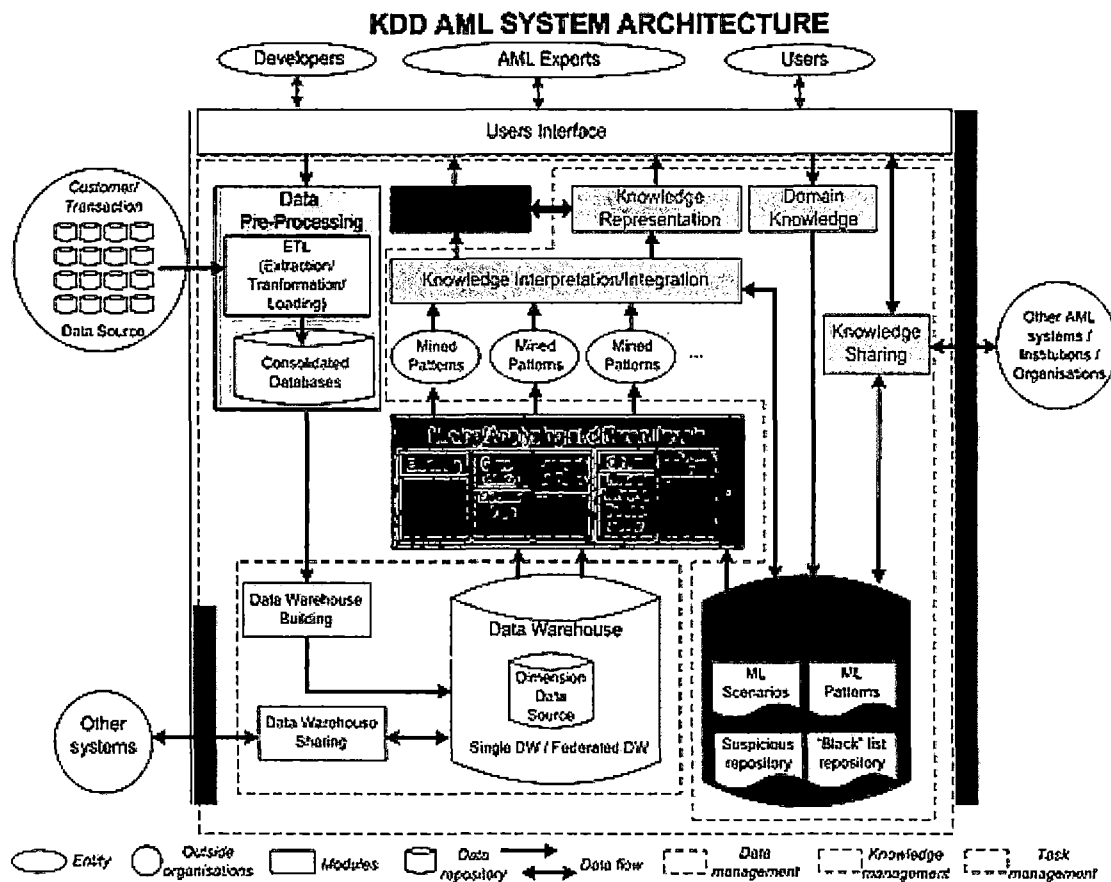 KDD AML SYSTEM ARCHITECTURE
Developers
AML Experts
Users
Users Interface
Customer/
Transaction
Data Source
Data
Pre-Processing
ETL
(Extraction/
Tranformation/
Loading)
Consolidated
Databases
Knowledge
Representation
Domain
Knowledge
Knowledge Interpretation/Integration
Mined
Patterns
Mined
Patterns
Mined
Patterns
...
Knowledge
Sharing
Other AML
systems /
Institutions /
Organisations
Data Warehouse
Building
Data Warehouse
Dimension
Data
Source
Single DW / Federated DW
Data Warehouse
Sharing
Other
systems
ML
Scenarios
ML
Patterns
Suspicious
repository
"Black" list
repository
Entity
Outside
organisations
Modules
Data
repository
Data flow
Data
management
Knowledge
management
Task
management